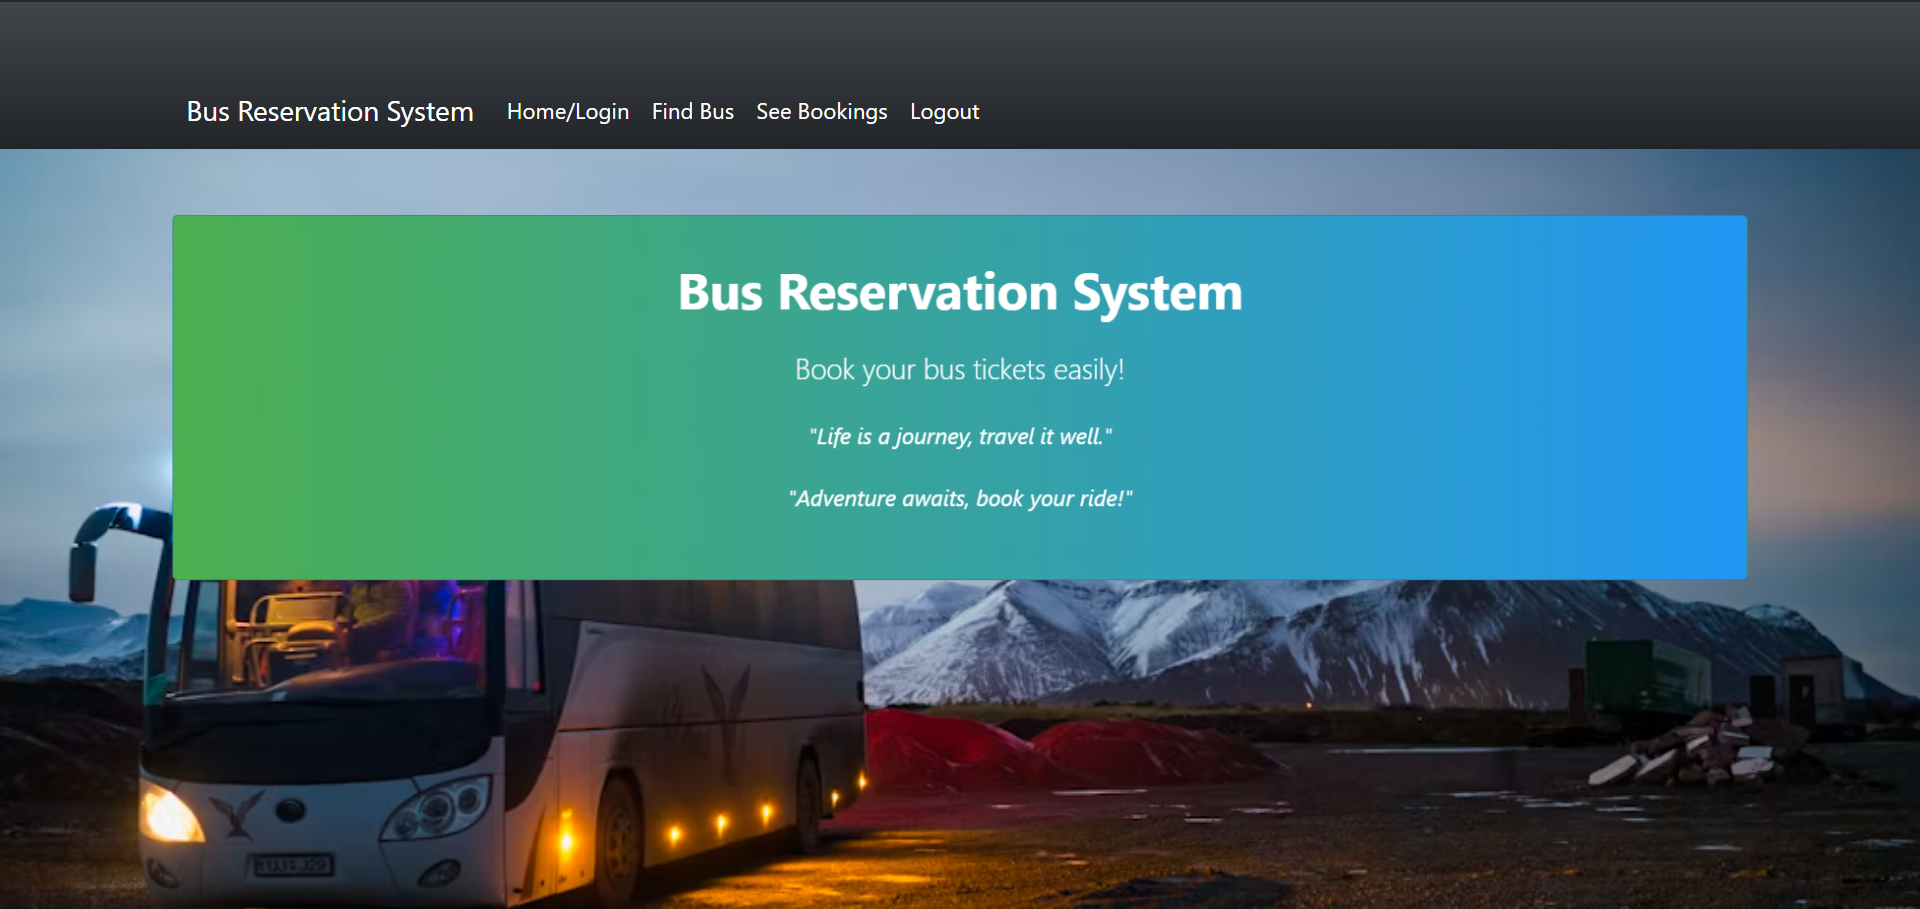 Bus Reservation System Home/Login Find Bus See Bookings Logout
Bus Reservation System
Book your bus tickets easily!
"Life is a journey, travel it well."
"Adventure awaits, book your ride!"